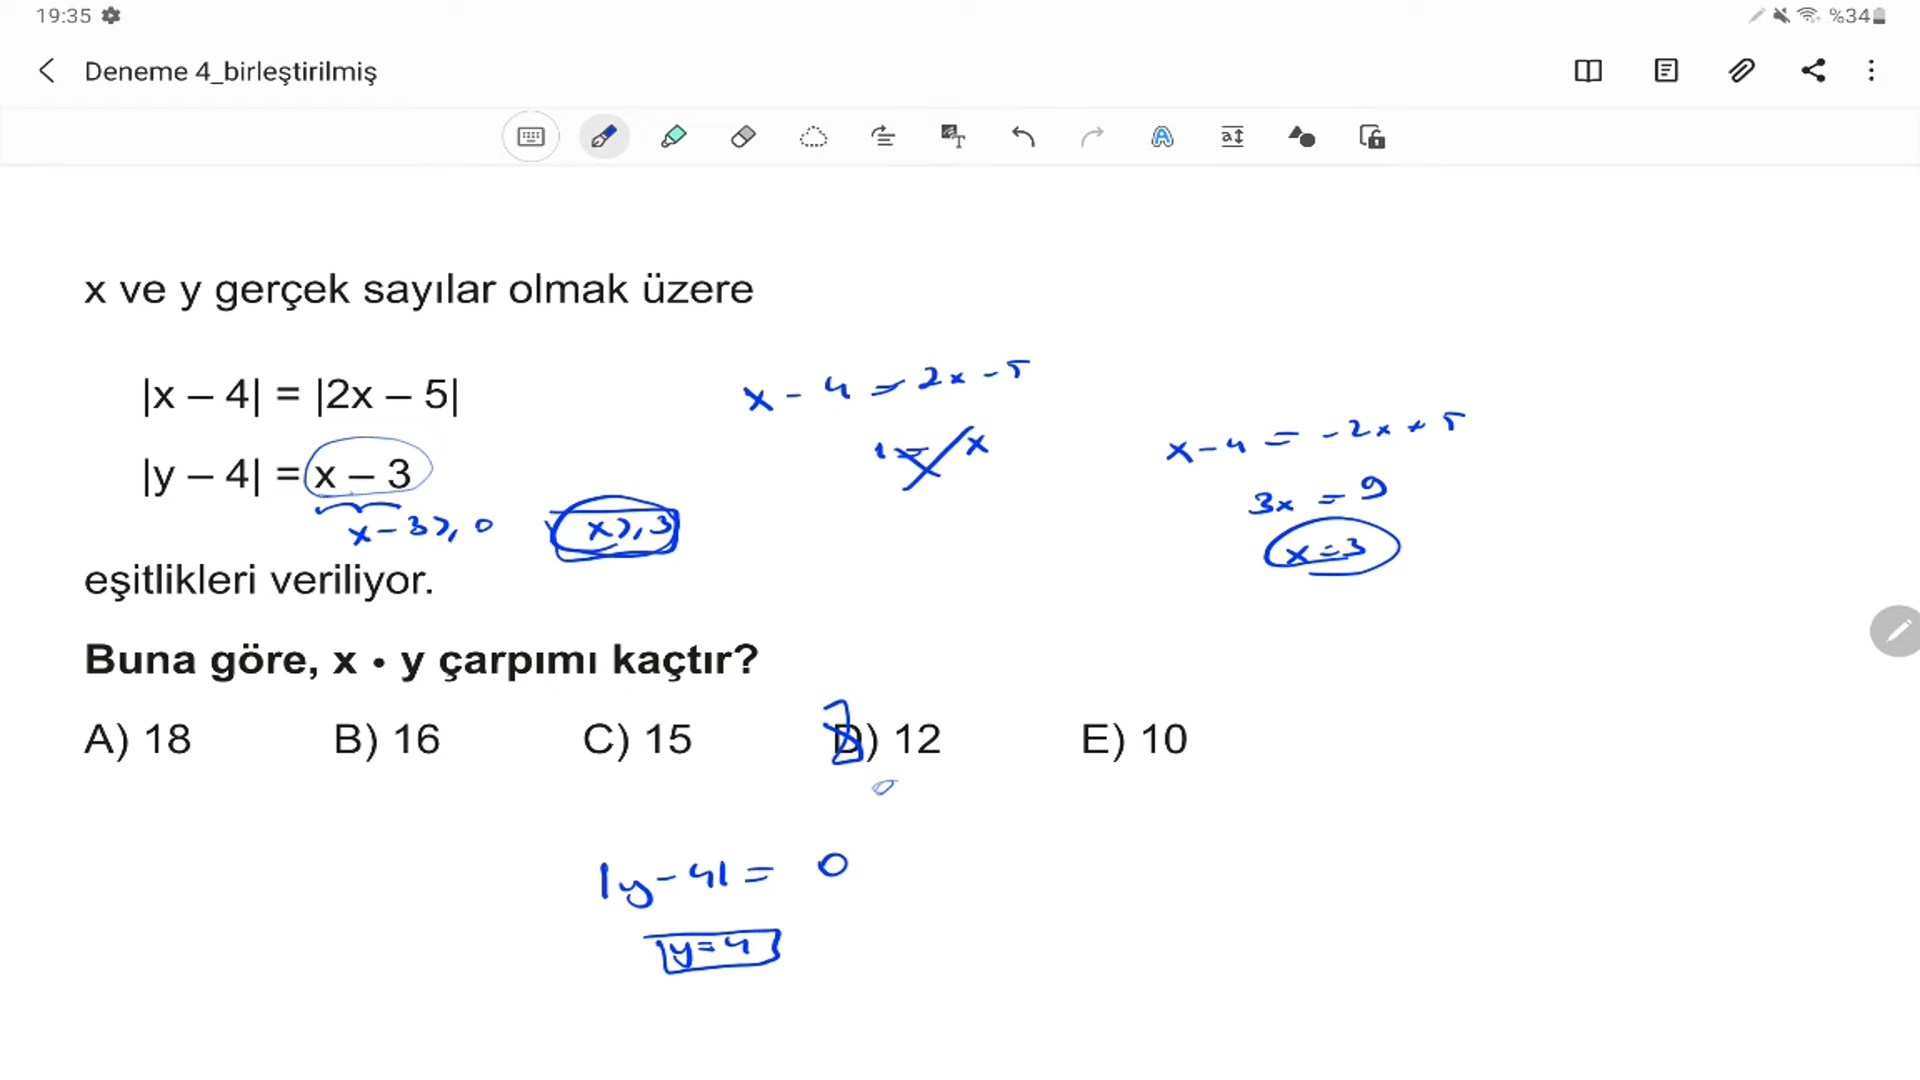 19:35 %34
Deneme 4_birleştirilmiş
x ve y gerçek sayılar olmak üzere
|x – 4| = |2x – 5|
x - 4 = 2x - 5
1 = x
|y – 4| = x – 3
x - 3 ≥ 0
x ≥ 3
x - 4 = -2x + 5
3x = 9
x = 3
eşitlikleri veriliyor.
Buna göre, x • y çarpımı kaçtır?
A) 18 B) 16 C) 15 D) 12 E) 10
|y - 4| = 0
y = 4